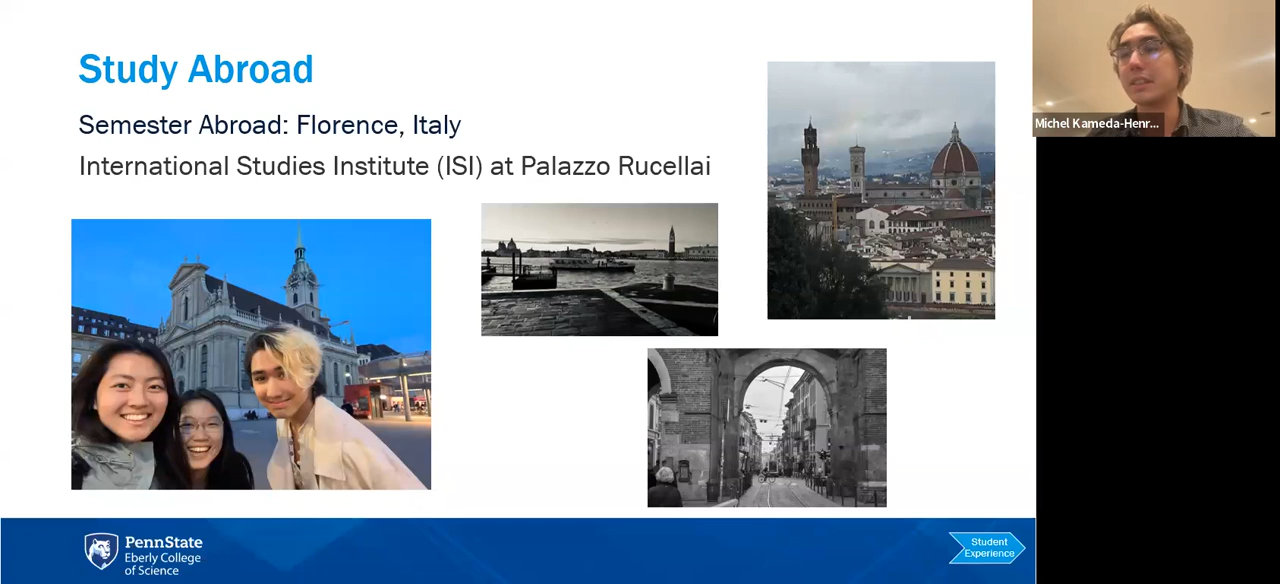 Study Abroad
Semester Abroad: Florence, Italy
International Studies Institute (ISI) at Palazzo Rucellai
Michel Kameda-Henr...
PennState
Eberly College
of Science
Student
Experience